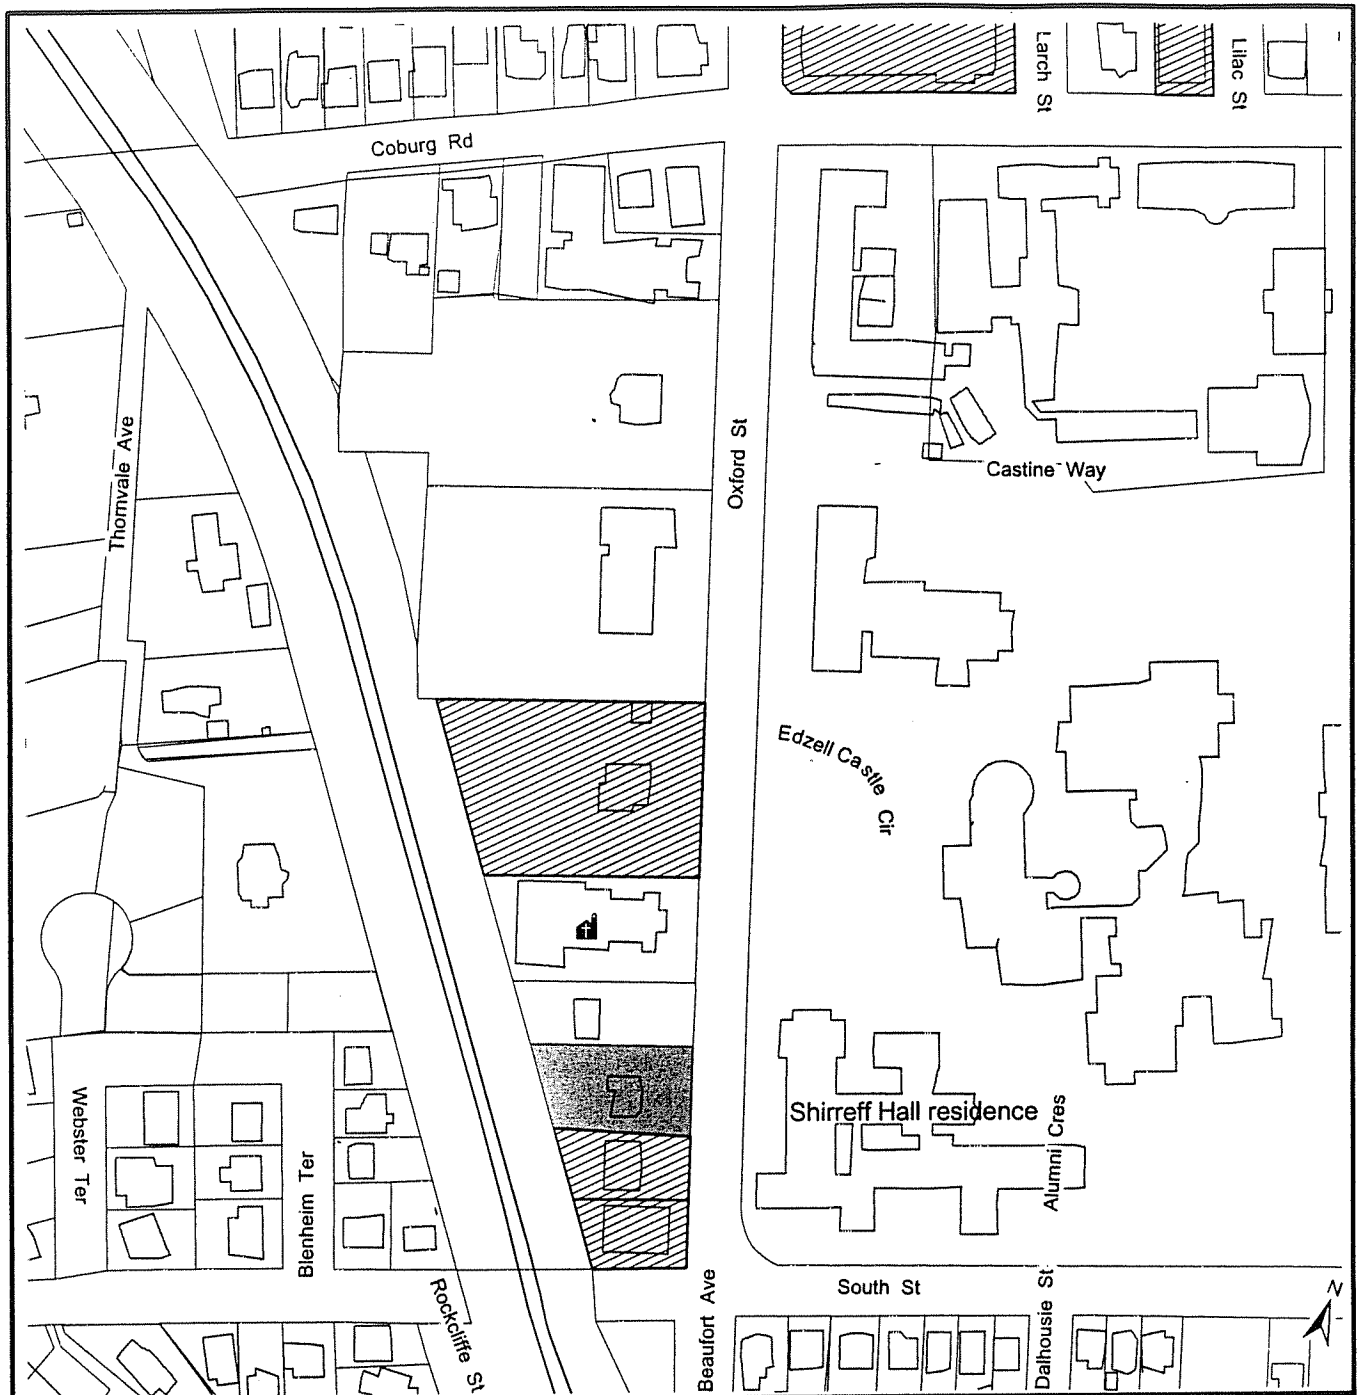 Larch St
Lilac St
Coburg Rd
Thornvale Ave
Oxford St
Castine Way
Edzell Castle Cir
Shirreff Hall residence
Alumni Cres
Webster Ter
Blenheim Ter
Rockcliffe St
Beaufort Ave
South St
Dalhousie St
N